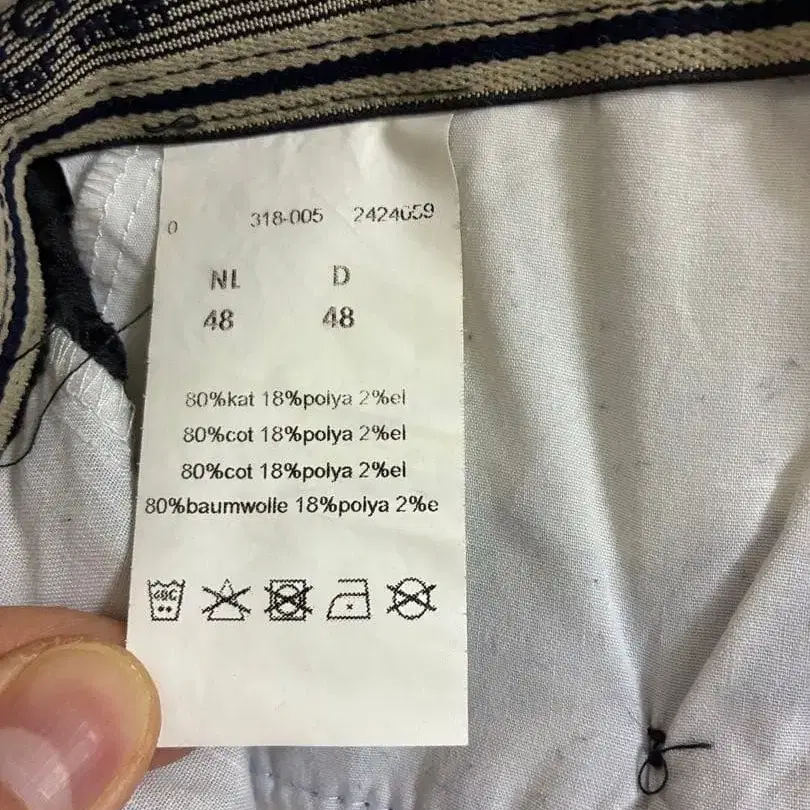 0 318-005 2424059
NL D
48 48
80%kat 18%polya 2%el
80%cot 18%polya 2%el
80%cot 18%polya 2%el
80%baumwolle 18%polya 2%e
40C